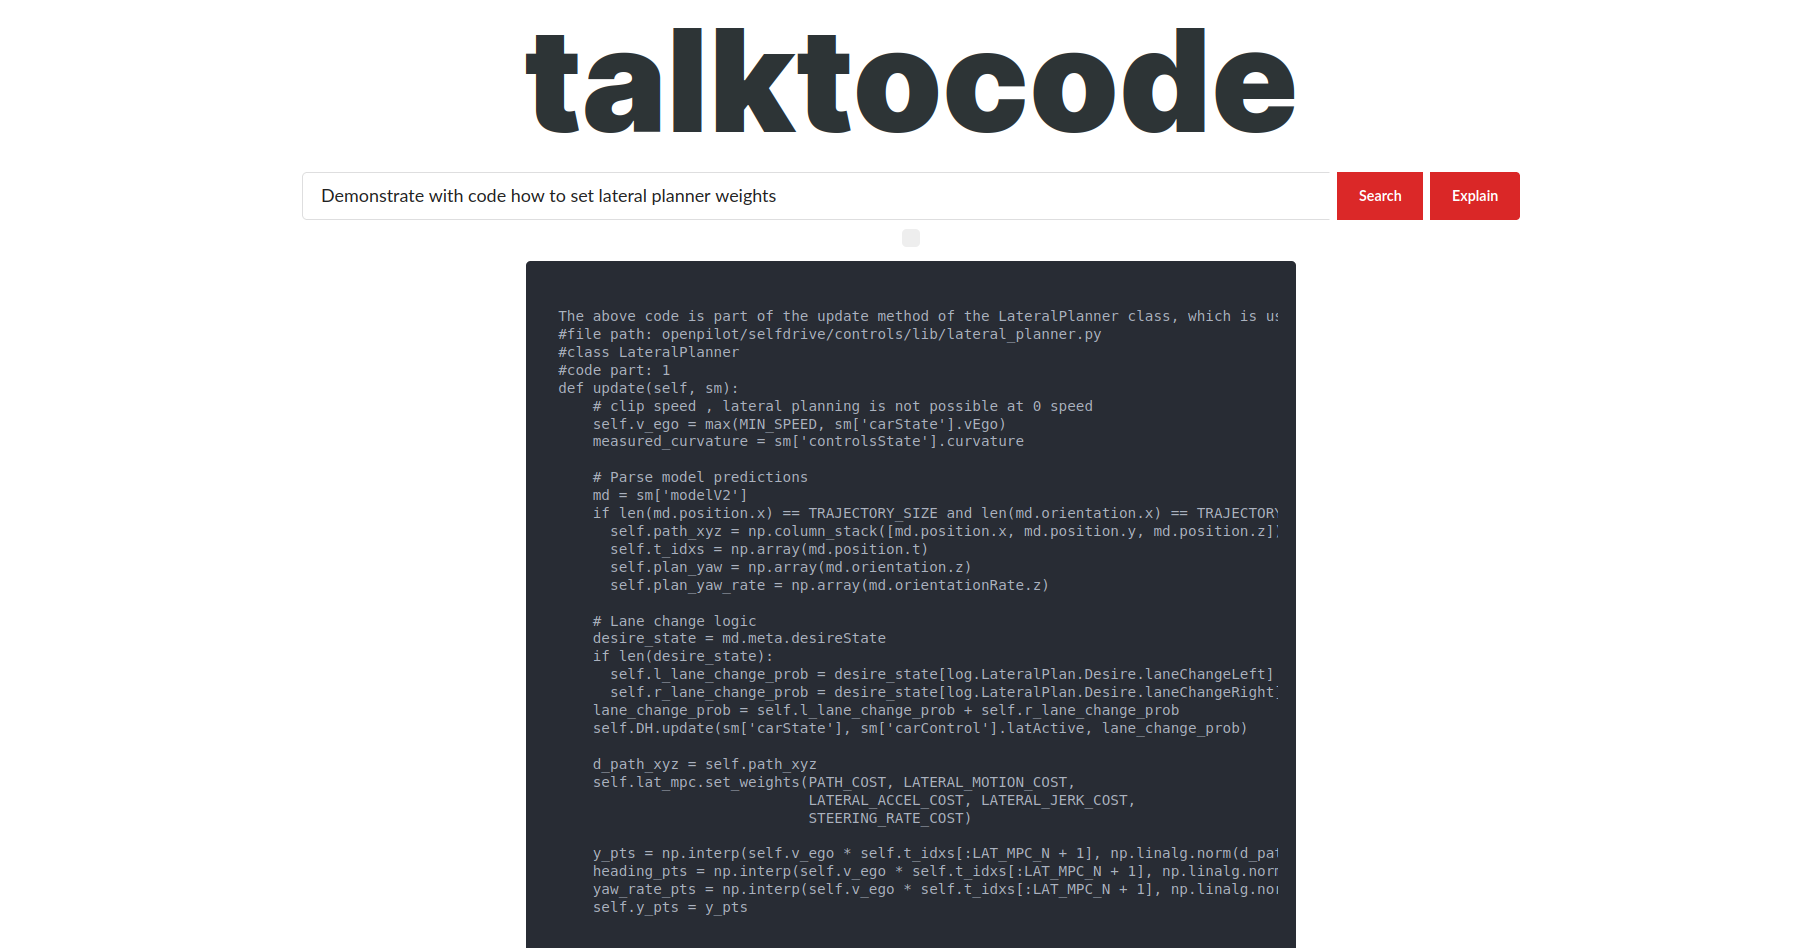 talktocode
Demonstrate with code how to set lateral planner weights
Search
Explain
The above code is part of the update method of the LateralPlanner class, which is
#file path: openpilot/selfdrive/controls/lib/lateral_planner.py
#class LateralPlanner
#code part: 1
def update(self, sm):
    # clip speed , lateral planning is not possible at 0 speed
    self.v_ego = max(MIN_SPEED, sm['carState'].vEgo)
    measured_curvature = sm['controlsState'].curvature
    # Parse model predictions
    md = sm['modelV2']
    if len(md.position.x) == TRAJECTORY_SIZE and len(md.orientation.x) == TRAJECTORY
      self.path_xyz = np.column_stack([md.position.x, md.position.y, md.position.z])
      self.t_idxs = np.array(md.position.t)
      self.plan_yaw = np.array(md.orientation.z)
      self.plan_yaw_rate = np.array(md.orientationRate.z)
    # Lane change logic
    desire_state = md.meta.desireState
    if len(desire_state):
      self.l_lane_change_prob = desire_state[log.LateralPlan.Desire.laneChangeLeft]
      self.r_lane_change_prob = desire_state[log.LateralPlan.Desire.laneChangeRight]
    lane_change_prob = self.l_lane_change_prob + self.r_lane_change_prob
    self.DH.update(sm['carState'], sm['carControl'].latActive, lane_change_prob)
    d_path_xyz = self.path_xyz
    self.lat_mpc.set_weights(PATH_COST, LATERAL_MOTION_COST,
                             LATERAL_ACCEL_COST, LATERAL_JERK_COST,
                             STEERING_RATE_COST)
    y_pts = np.interp(self.v_ego * self.t_idxs[:LAT_MPC_N + 1], np.linalg.norm(d_pat
    heading_pts = np.interp(self.v_ego * self.t_idxs[:LAT_MPC_N + 1], np.linalg.norm
    yaw_rate_pts = np.interp(self.v_ego * self.t_idxs[:LAT_MPC_N + 1], np.linalg.nor
    self.y_pts = y_pts